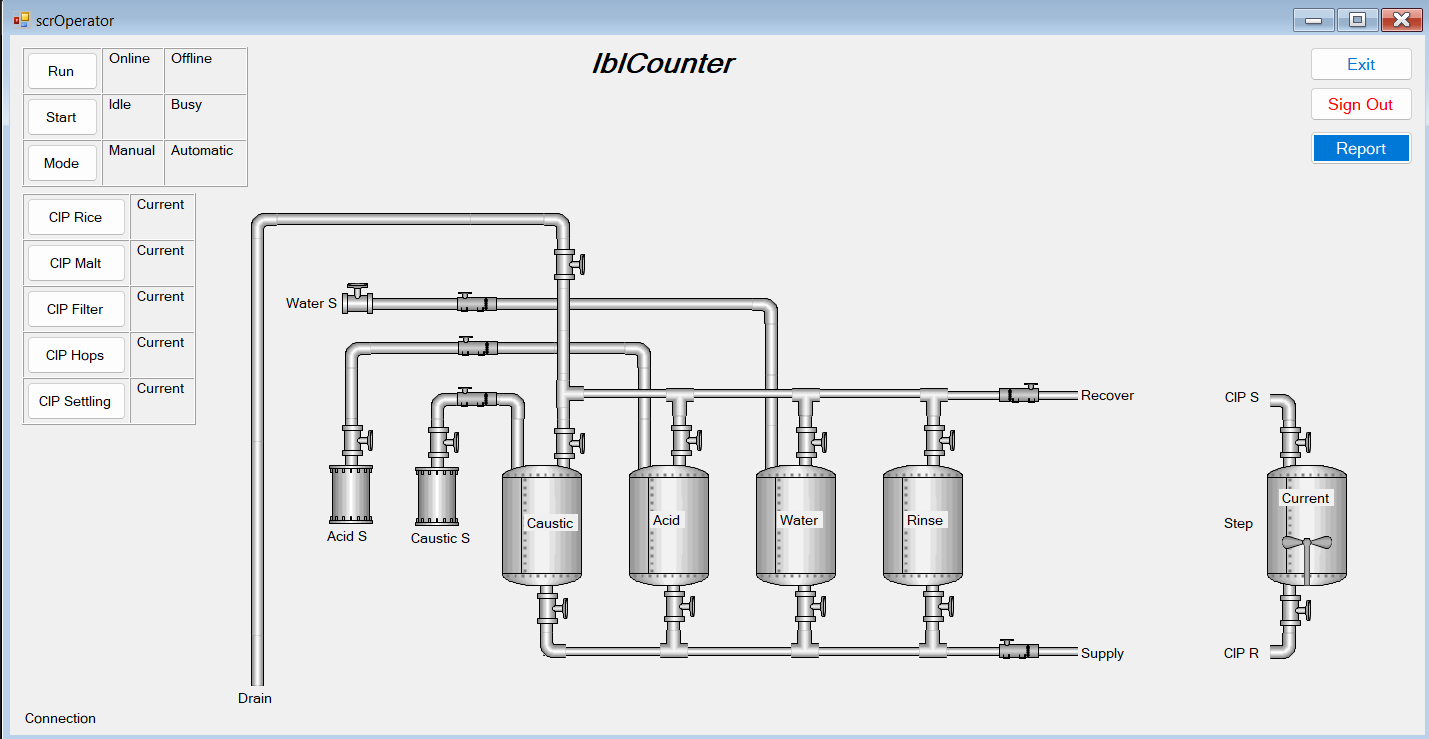 scrOperator
lblCounter
Run Online Offline
Start Idle Busy
Mode Manual Automatic
Exit
Sign Out
Report
CIP Rice Current
CIP Malt Current
CIP Filter Current
CIP Hops Current
CIP Settling Current
Water S
Recover
CIP S
Acid S
Caustic S
Caustic
Acid
Water
Rinse
Current
Step
Supply
CIP R
Drain
Connection